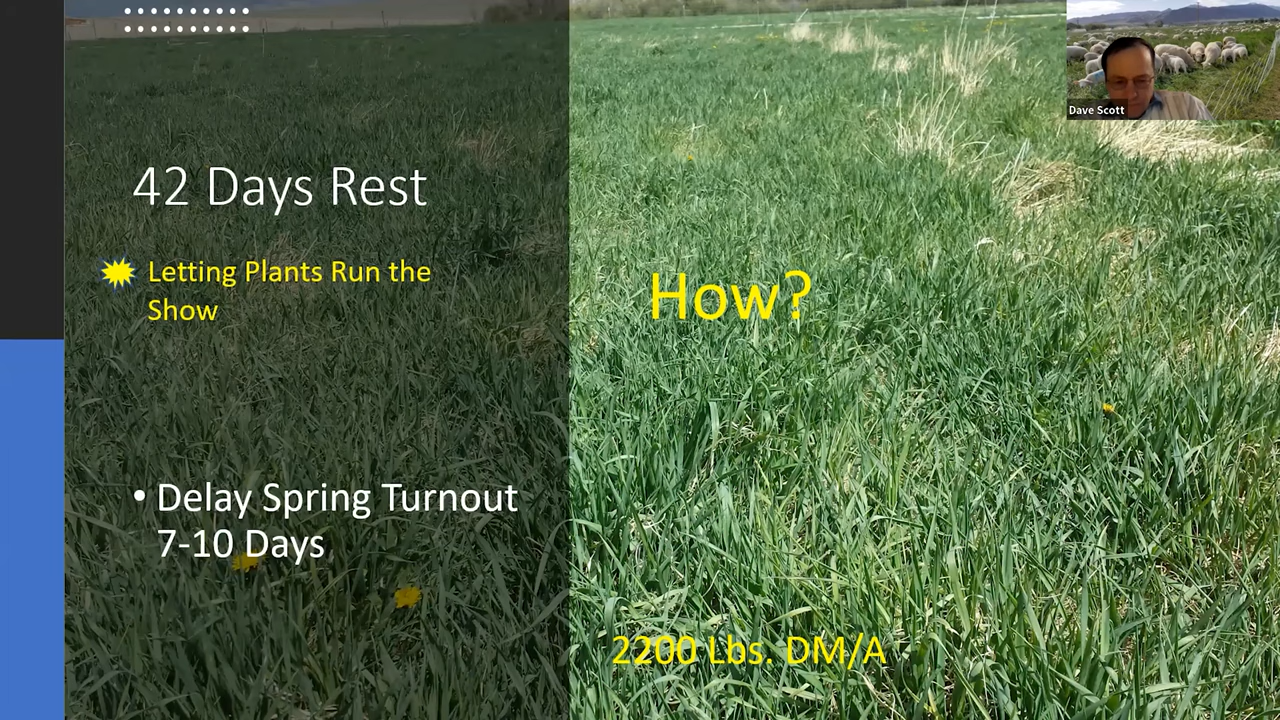 42 Days Rest
Letting Plants Run the
Show
• Delay Spring Turnout
7-10 Days
How?
2200 Lbs. DM/A
Dave Scott